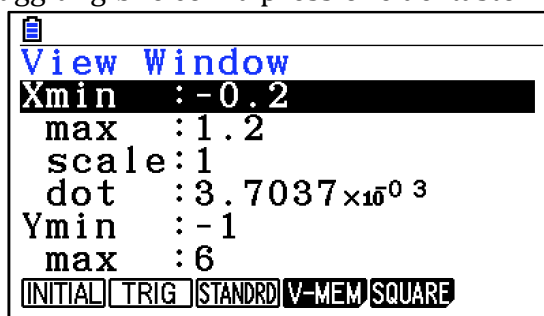 View Window
Xmin :-0.2
max :1.2
scale:1
dot :3.7037×10⁻⁰³
Ymin :-1
max :6
INITIAL TRIG STANDRD V-MEM SQUARE